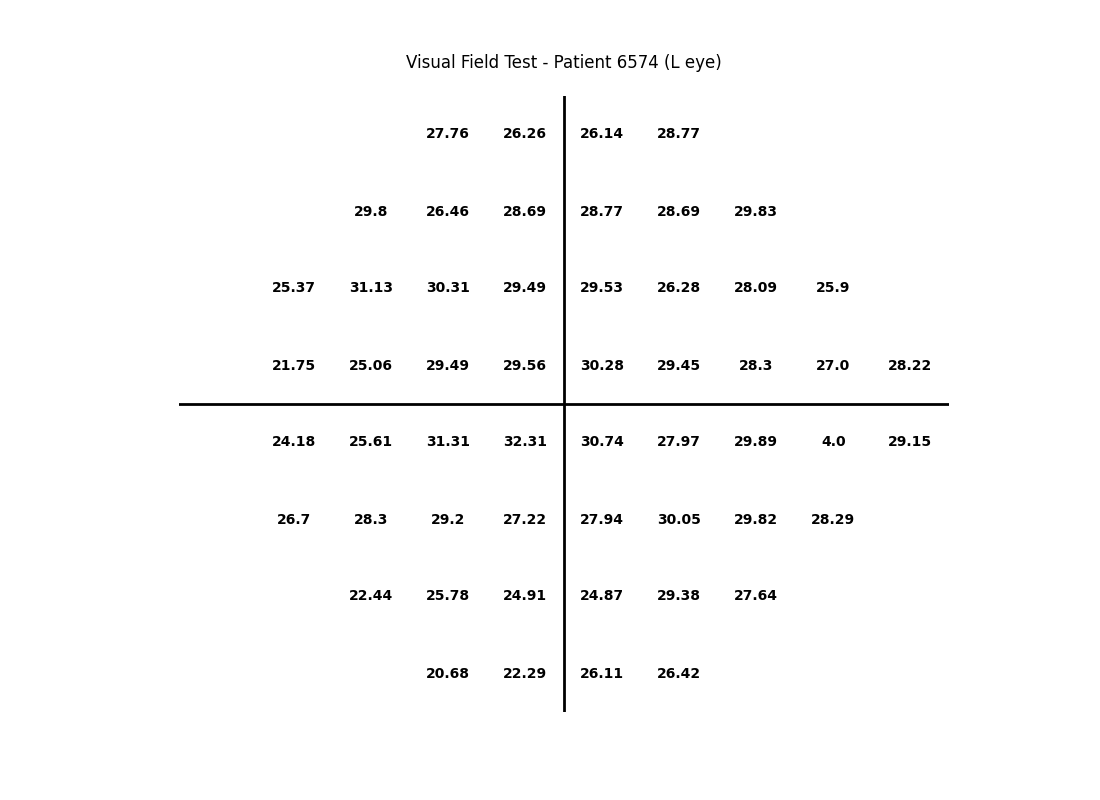 Visual Field Test - Patient 6574 (L eye)
27.76 26.26 26.14 28.77
29.8 26.46 28.69 28.77 28.69 29.83
25.37 31.13 30.31 29.49 29.53 26.28 28.09 25.9
21.75 25.06 29.49 29.56 30.28 29.45 28.3 27.0 28.22
24.18 25.61 31.31 32.31 30.74 27.97 29.89 4.0 29.15
26.7 28.3 29.2 27.22 27.94 30.05 29.82 28.29
22.44 25.78 24.91 24.87 29.38 27.64
20.68 22.29 26.11 26.42